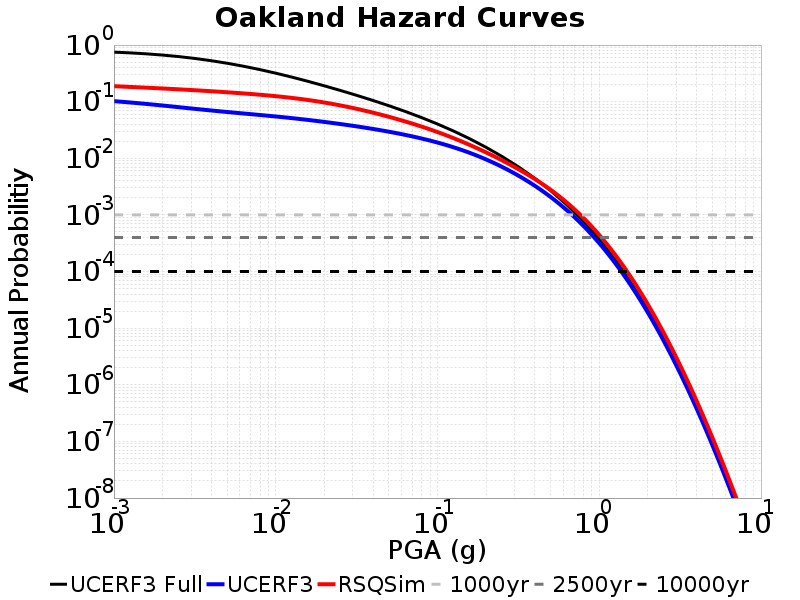 Oakland Hazard Curves
Annual Probabilitiy
10^0
10^-1
10^-2
10^-3
10^-4
10^-5
10^-6
10^-7
10^-8
10^-3 10^-2 10^-1 10^0 10^1
PGA (g)
UCERF3 Full UCERF3 RSQSim 1000yr 2500yr 10000yr